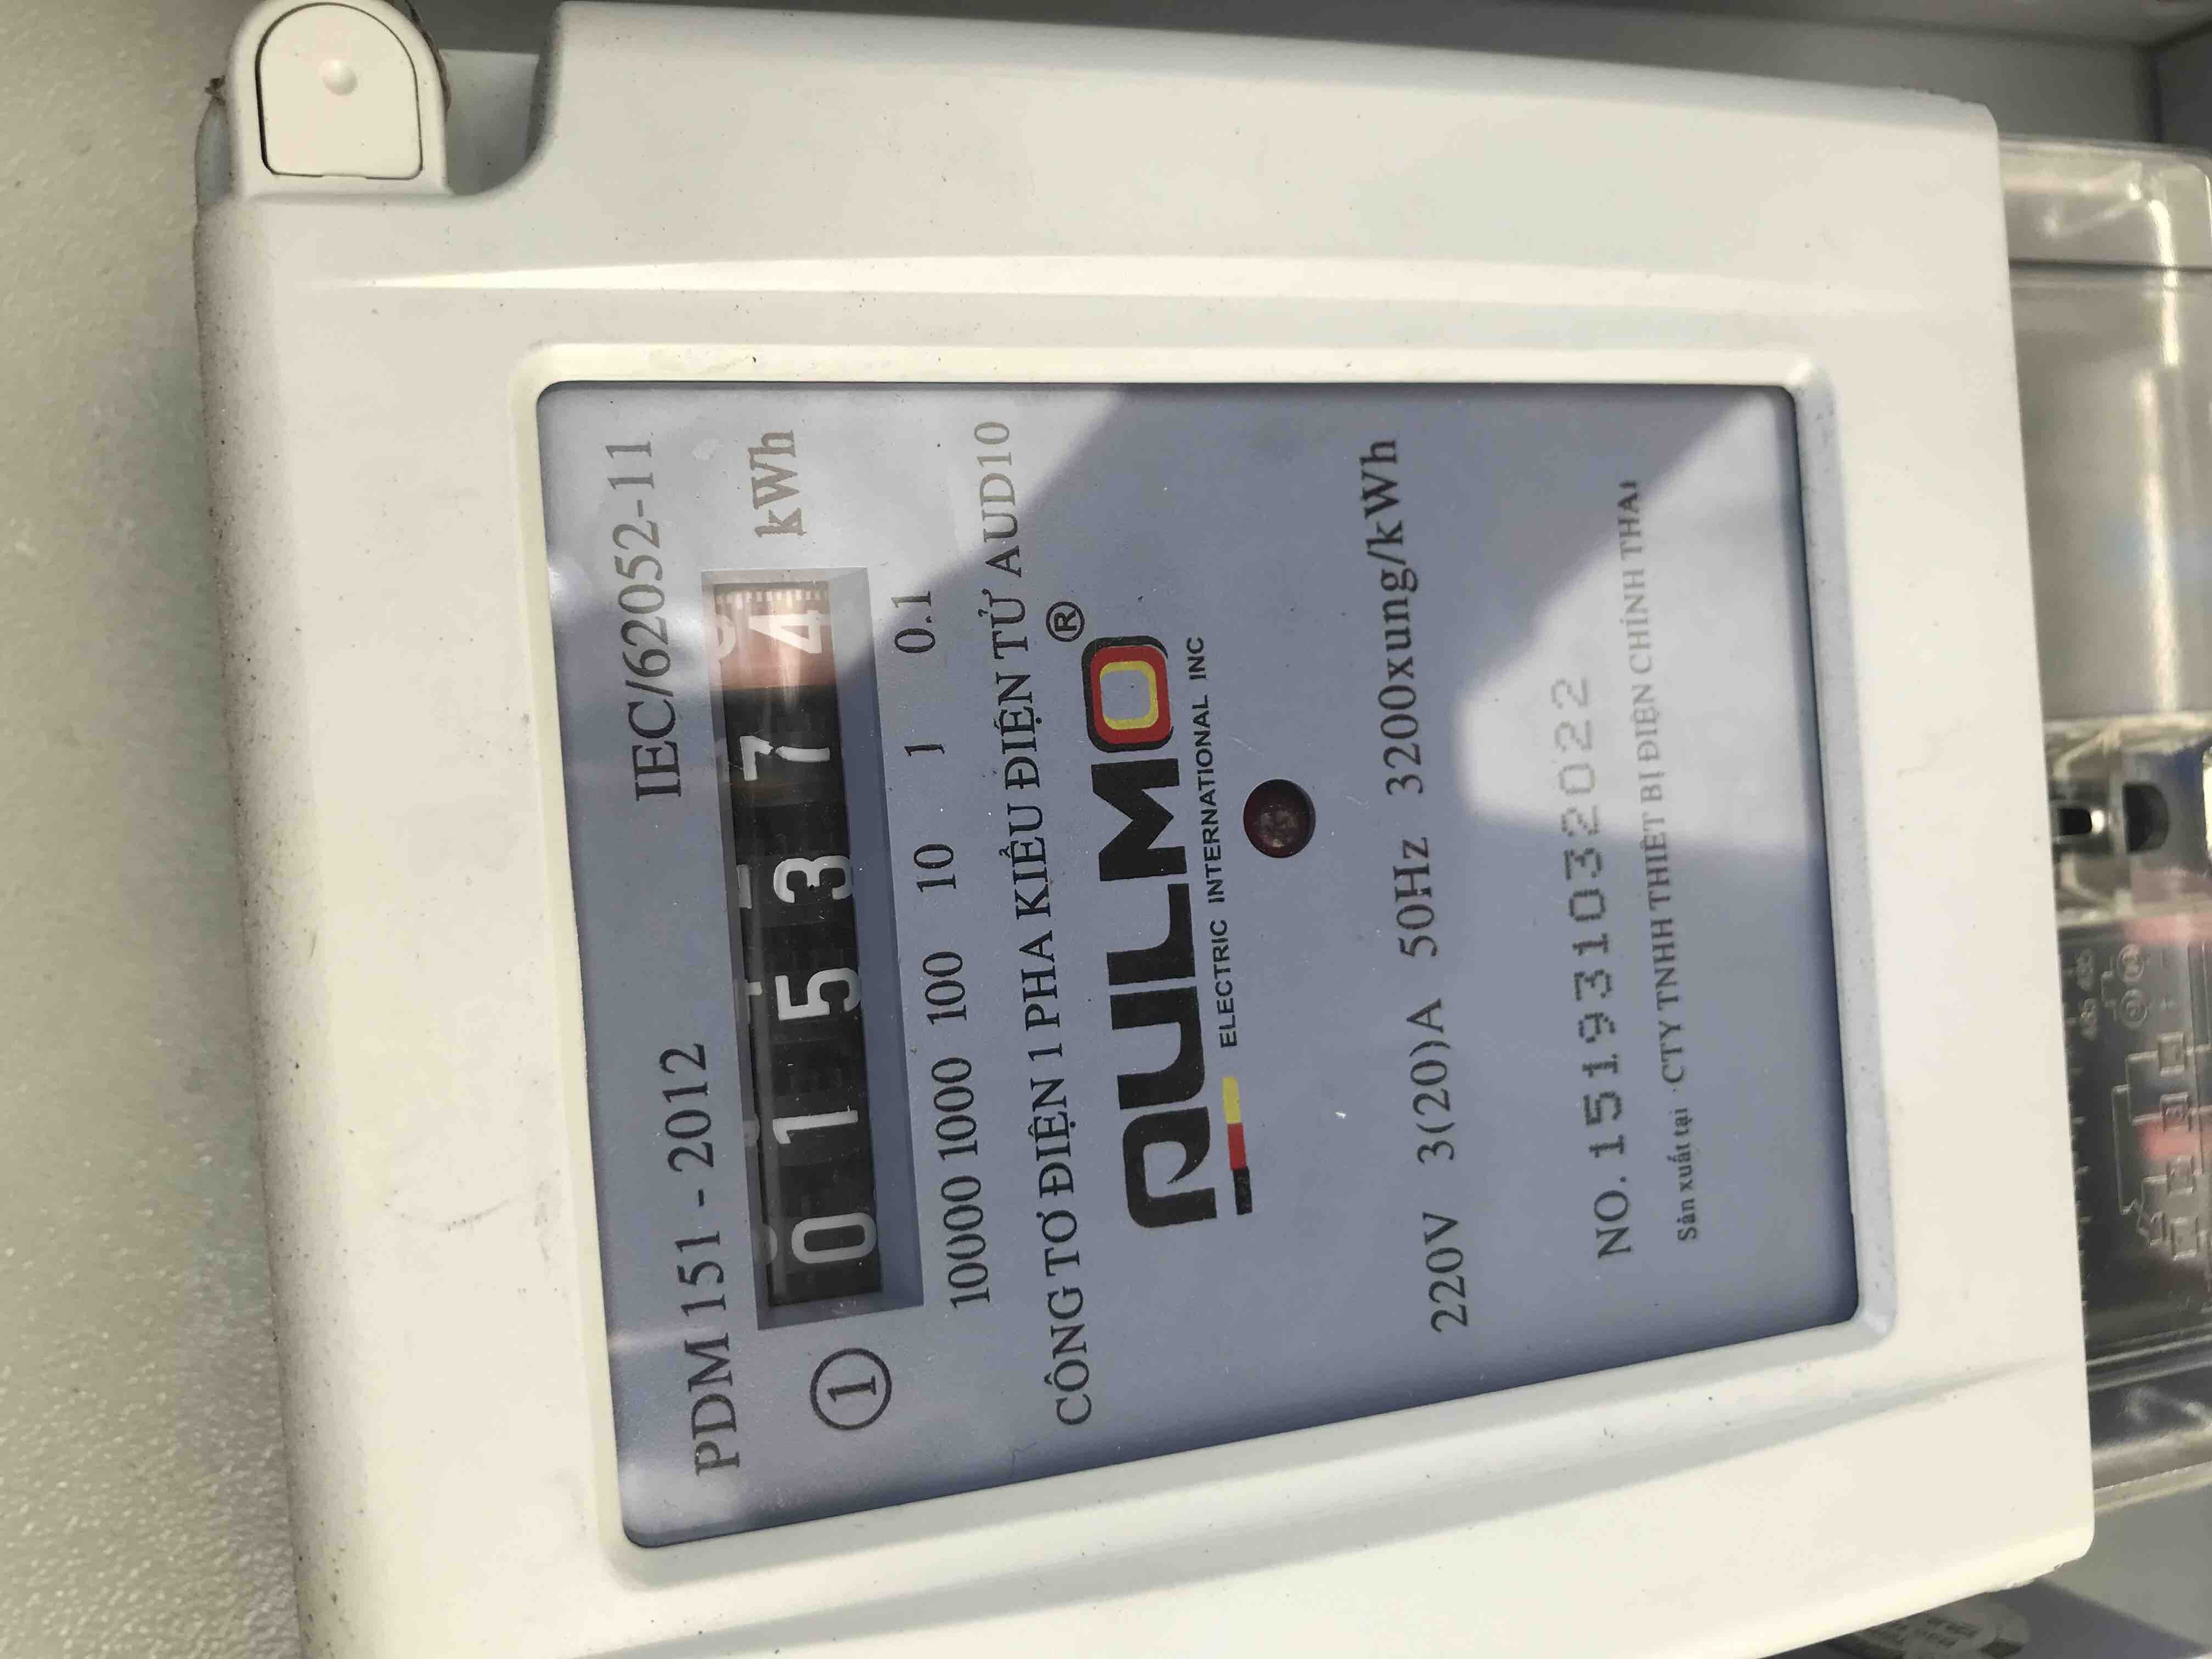 PDM 151 - 2012 IEC/62052-11
1 0 1 5 3 7 4 kWh
10000 1000 100 10 1 0.1
CÔNG TƠ ĐIỆN 1 PHA KIỂU ĐIỆN TỬ AUD10
PULMO®
ELECTRIC INTERNATIONAL INC
220V 3(20)A 50Hz 3200xung/kWh
NO. 1519310322022
Sản xuất tại : CTY TNHH THIẾT BỊ ĐIỆN CHÍNH THÁI